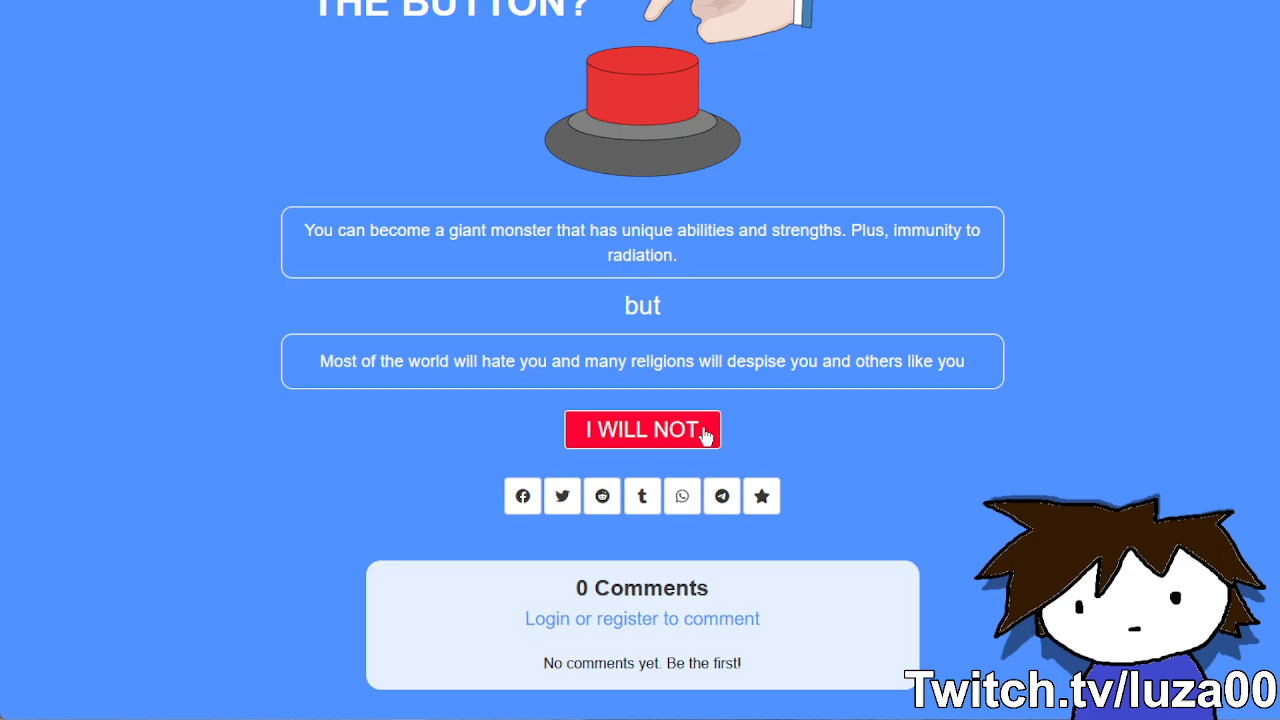 THE BUTTON?
You can become a giant monster that has unique abilities and strengths. Plus, immunity to
radiation.
but
Most of the world will hate you and many religions will despise you and others like you
I WILL NOT
0 Comments
Login or register to comment
No comments yet. Be the first!
Twitch.tv/luza00